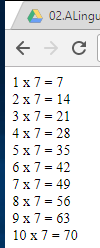 02.ALingu
1 x 7 = 7
2 x 7 = 14
3 x 7 = 21
4 x 7 = 28
5 x 7 = 35
6 x 7 = 42
7 x 7 = 49
8 x 7 = 56
9 x 7 = 63
10 x 7 = 70